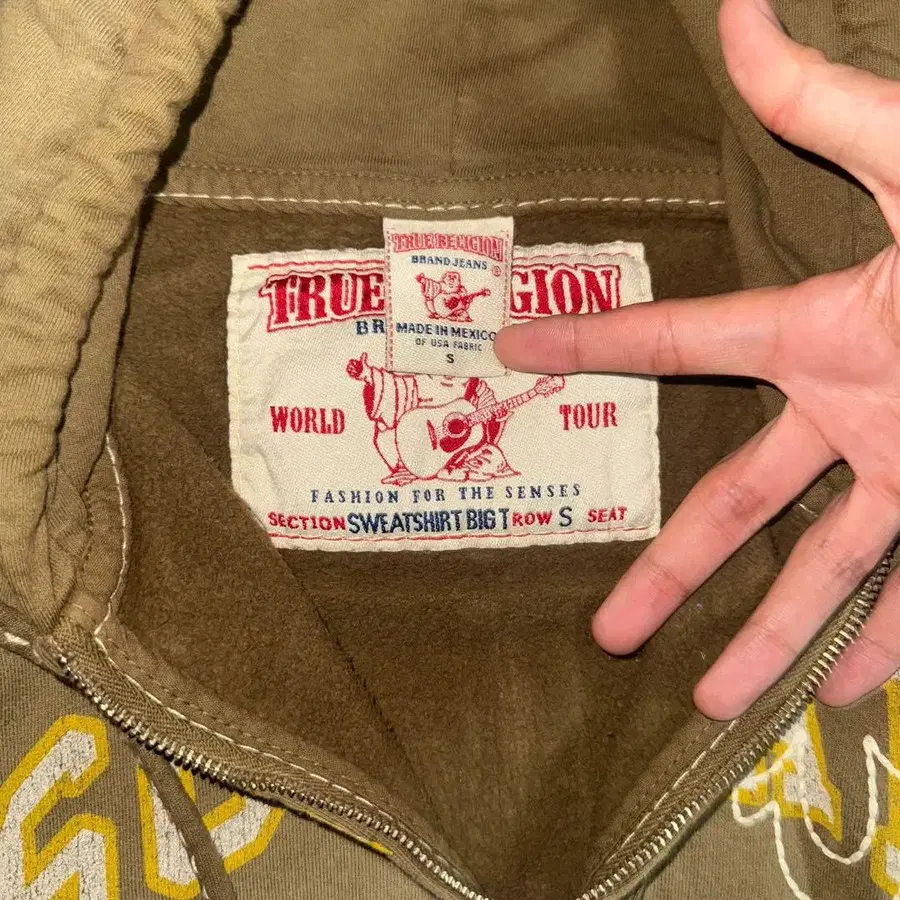 TRUE RELIGION
BRAND JEANS ®
MADE IN MEXICO
OF USA FABRIC
S
TRUE GION
BR
WORLD TOUR
FASHION FOR THE SENSES
SECTION SWEATSHIRT BIG T ROW S SEAT